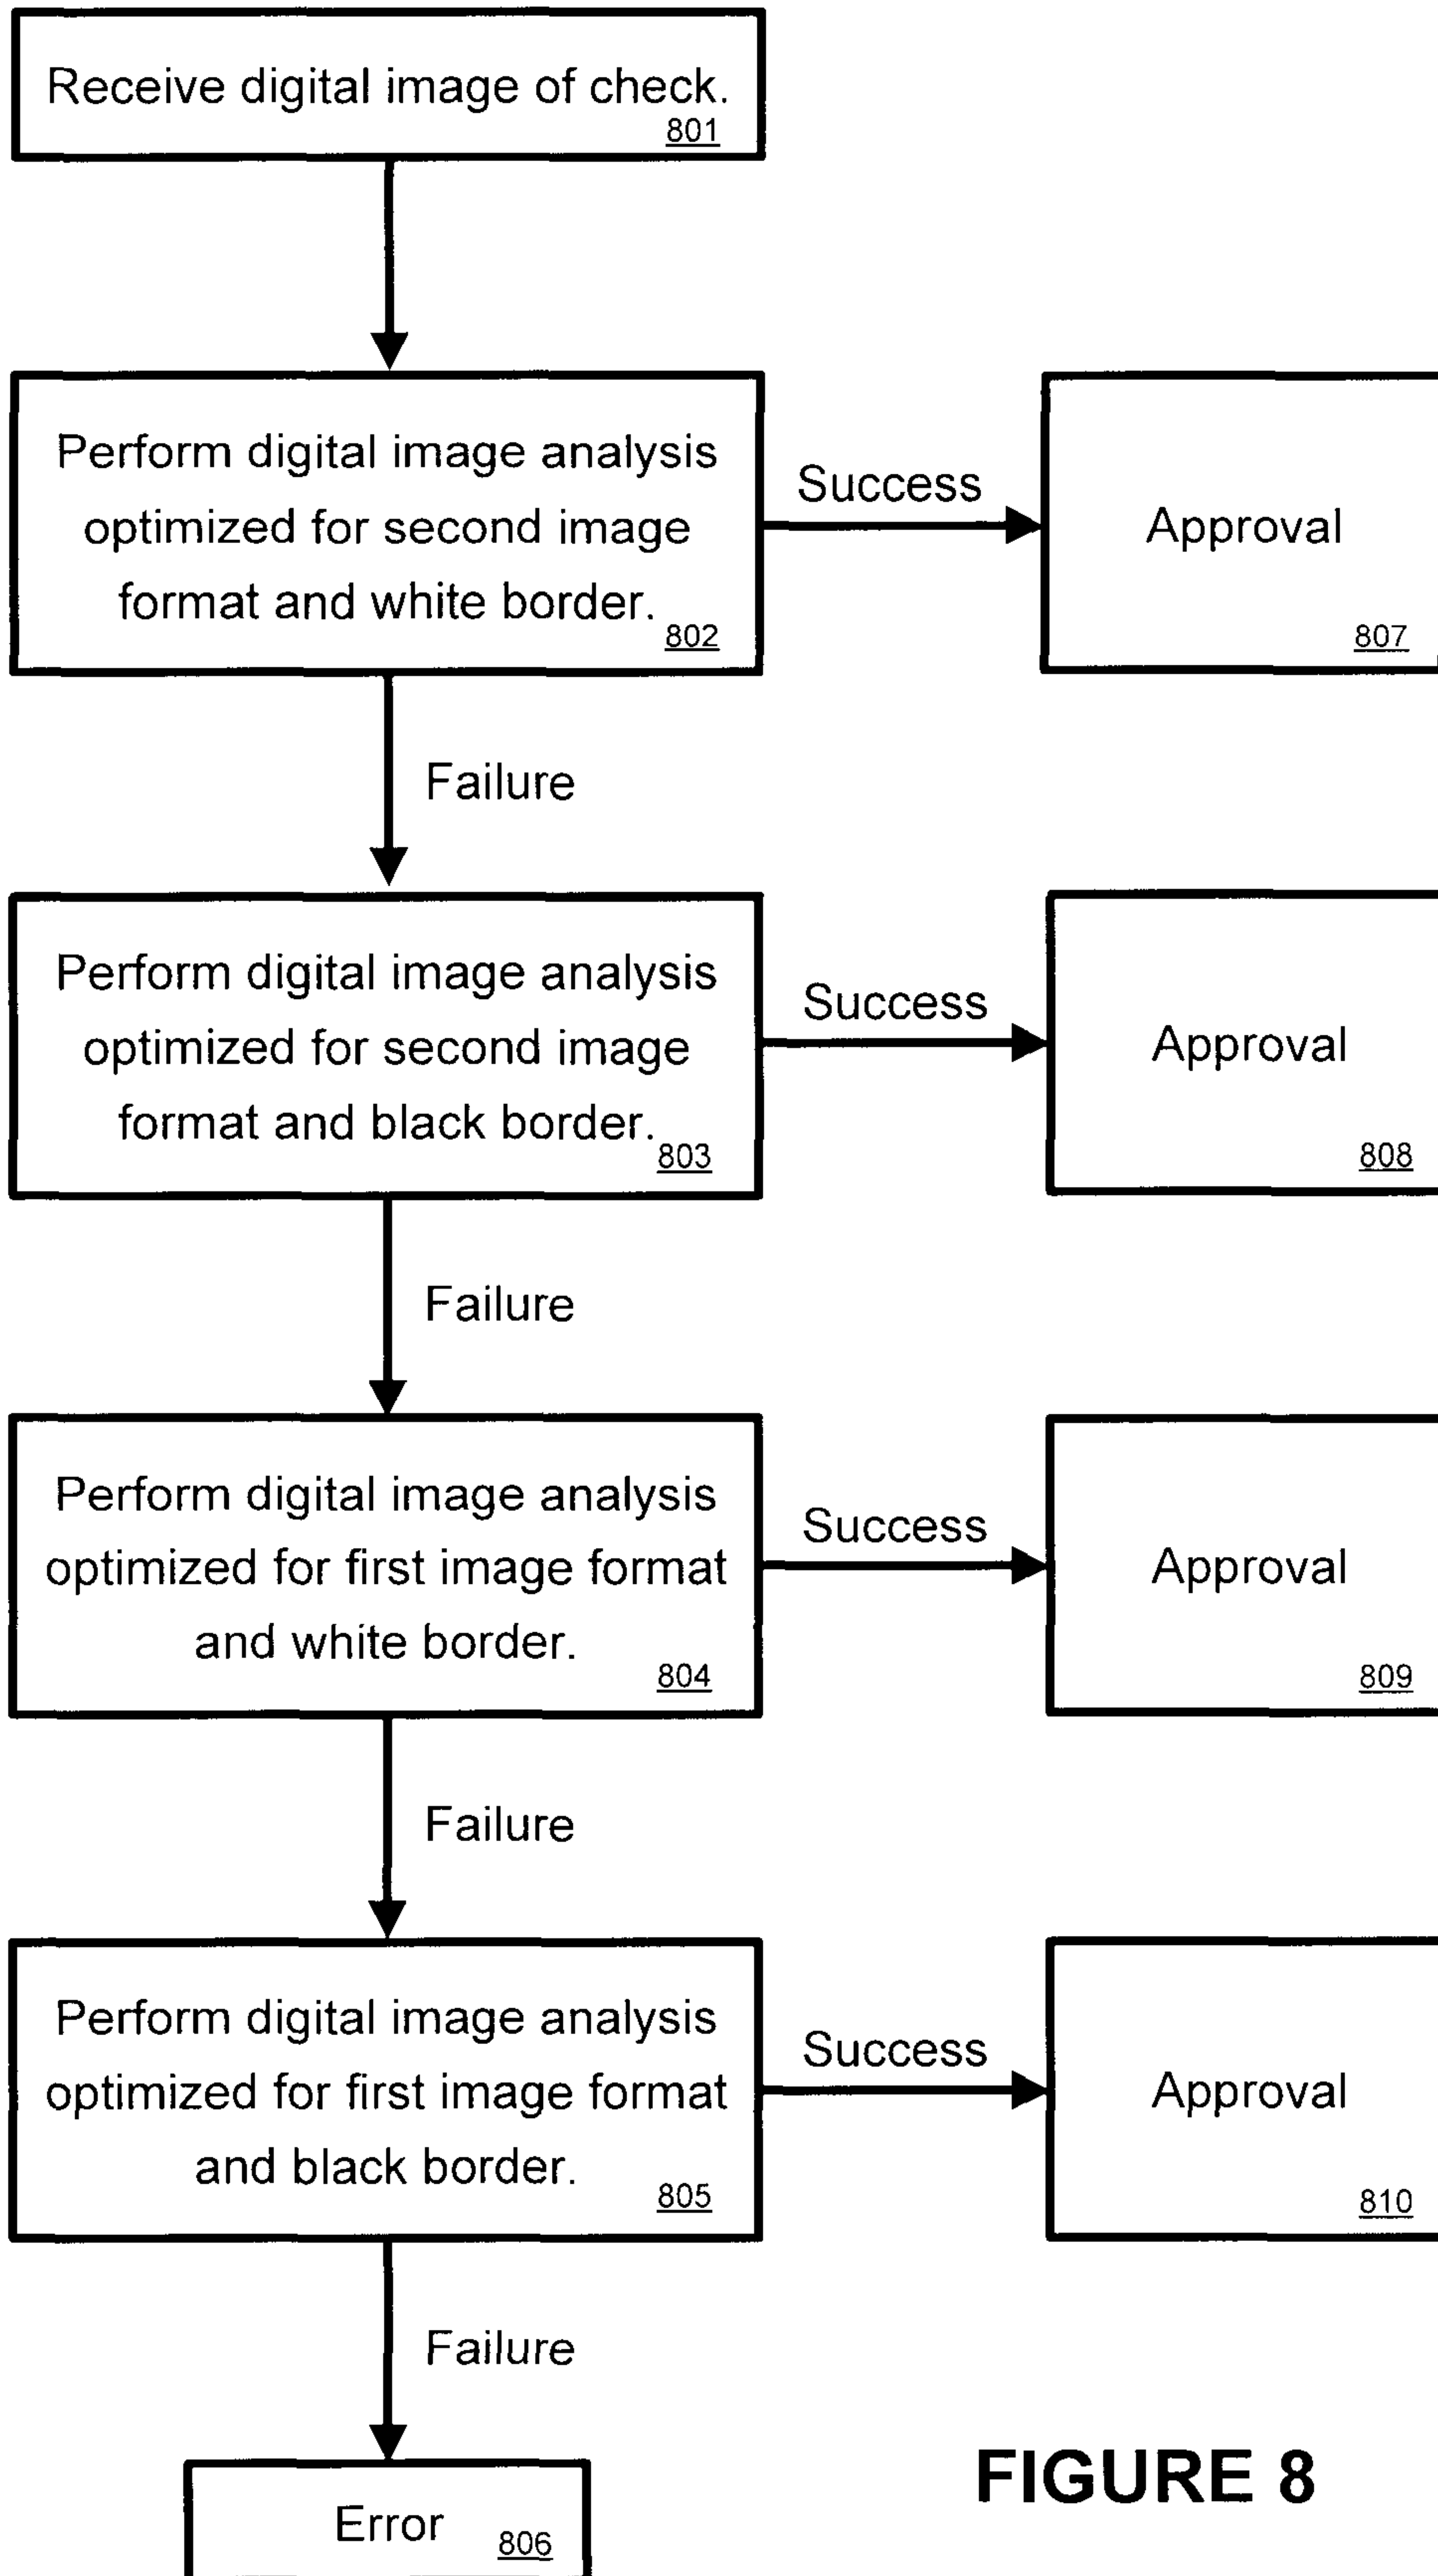 Receive digital image of check.
801
Perform digital image analysis
optimized for second image
format and white border.
802
Success
Approval
807
Failure
Perform digital image analysis
optimized for second image
format and black border.
803
Success
Approval
808
Failure
Perform digital image analysis
optimized for first image format
and white border.
804
Success
Approval
809
Failure
Perform digital image analysis
optimized for first image format
and black border.
805
Success
Approval
810
Failure
Error
806
FIGURE 8